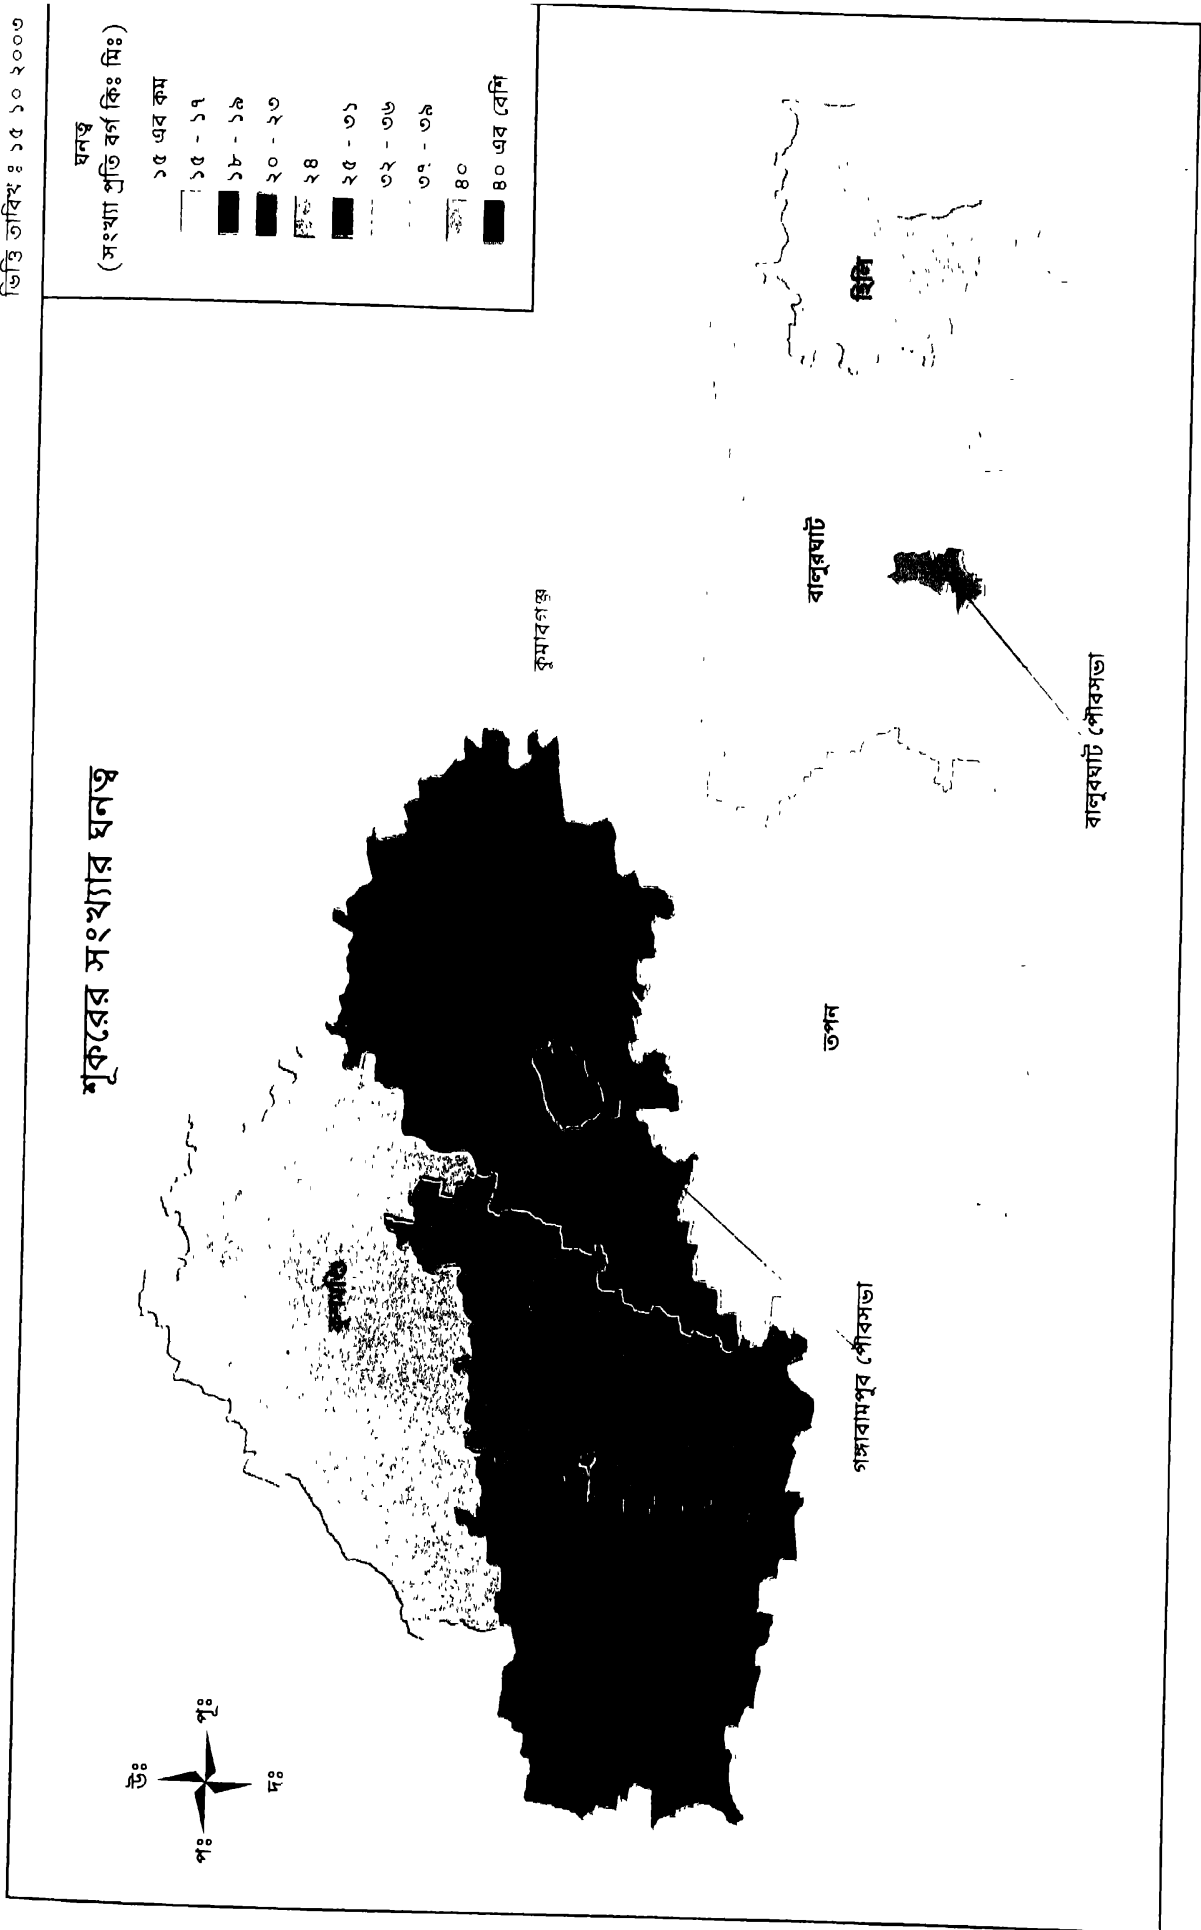 ভিত্তি তারিখ ঃ ১৫ ১০ ২০০৩
শূকরের সংখ্যার ঘনত্ব
ঘনত্ব
(সংখ্যা প্রতি বর্গ কিঃ মিঃ)
১৫ এর কম
১৫ - ১৭
১৮ - ১৯
২০ - ২৩
২৪
২৫ - ৩১
৩২ - ৩৬
৩৭ - ৩৯
৪০
৪০ এর বেশি
উঃ
পঃ
পূঃ
দঃ
কুমারগঞ্জ
হিলি
বালুরঘাট
তপন
গঙ্গারামপুর পৌরসভা
বালুরঘাট পৌরসভা